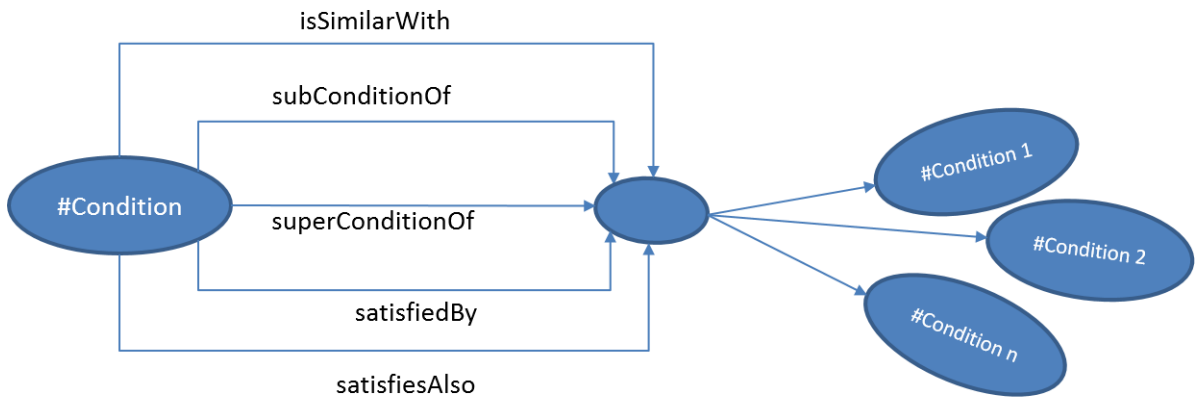 isSimilarWith
subConditionOf
#Condition
superConditionOf
satisfiedBy
satisfiesAlso
#Condition 1
#Condition 2
#Condition n